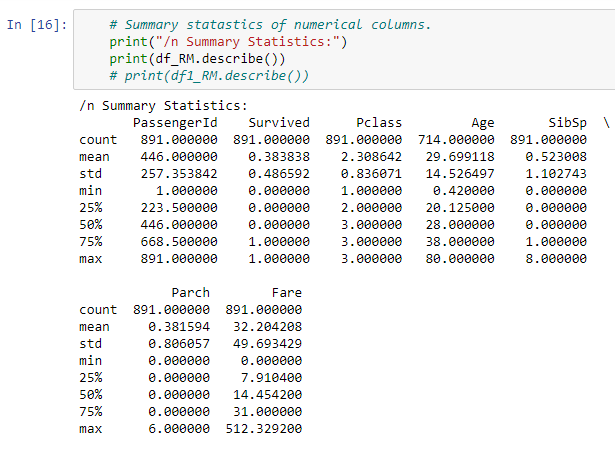 In [16]: # Summary statastics of numerical columns.
print("/n Summary Statistics:")
print(df_RM.describe())
# print(df1_RM.describe())
/n Summary Statistics:
PassengerId Survived Pclass Age SibSp \
count 891.000000 891.000000 891.000000 714.000000 891.000000
mean 446.000000 0.383838 2.308642 29.699118 0.523008
std 257.353842 0.486592 0.836071 14.526497 1.102743
min 1.000000 0.000000 1.000000 0.420000 0.000000
25% 223.500000 0.000000 2.000000 20.125000 0.000000
50% 446.000000 0.000000 3.000000 28.000000 0.000000
75% 668.500000 1.000000 3.000000 38.000000 1.000000
max 891.000000 1.000000 3.000000 80.000000 8.000000
Parch Fare
count 891.000000 891.000000
mean 0.381594 32.204208
std 0.806057 49.693429
min 0.000000 0.000000
25% 0.000000 7.910400
50% 0.000000 14.454200
75% 0.000000 31.000000
max 6.000000 512.329200